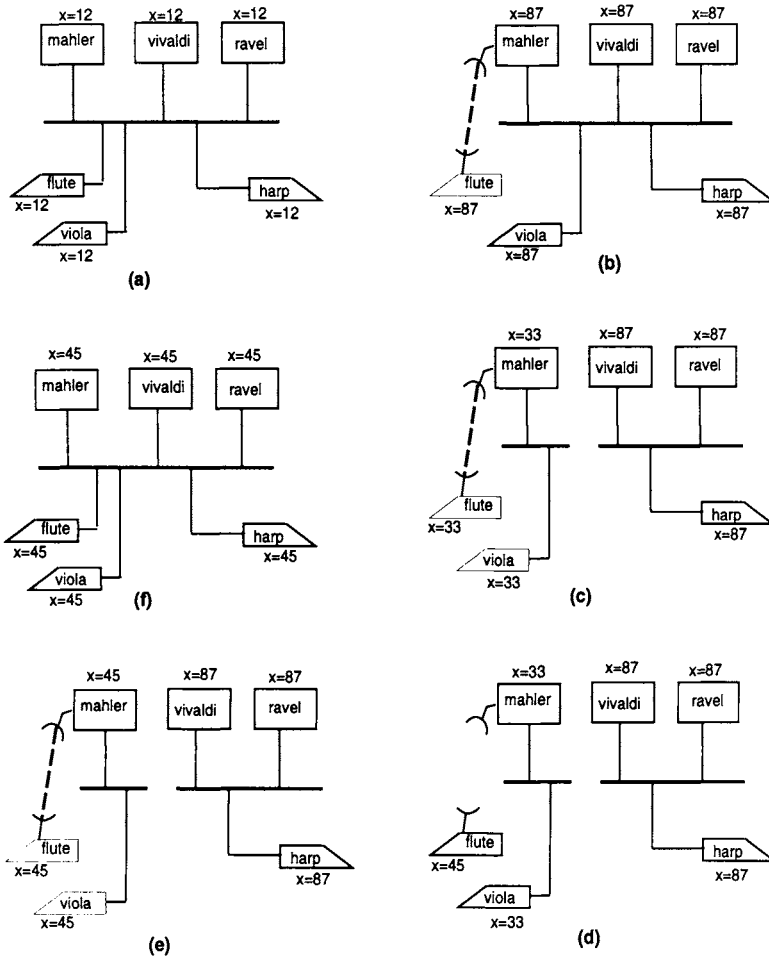 x=12 x=12 x=12
mahler vivaldi ravel
flute
x=12
harp
x=12
viola
x=12
(a)
x=87 x=87 x=87
mahler vivaldi ravel
flute
x=87
harp
x=87
viola
x=87
(b)
x=45 x=45 x=45
mahler vivaldi ravel
flute
x=45
harp
x=45
viola
x=45
(f)
x=33 x=87 x=87
mahler vivaldi ravel
flute
x=33
harp
x=87
viola
x=33
(c)
x=45 x=87 x=87
mahler vivaldi ravel
flute
x=45
harp
x=87
viola
x=45
(e)
x=33 x=87 x=87
mahler vivaldi ravel
flute
x=45
harp
x=87
viola
x=33
(d)